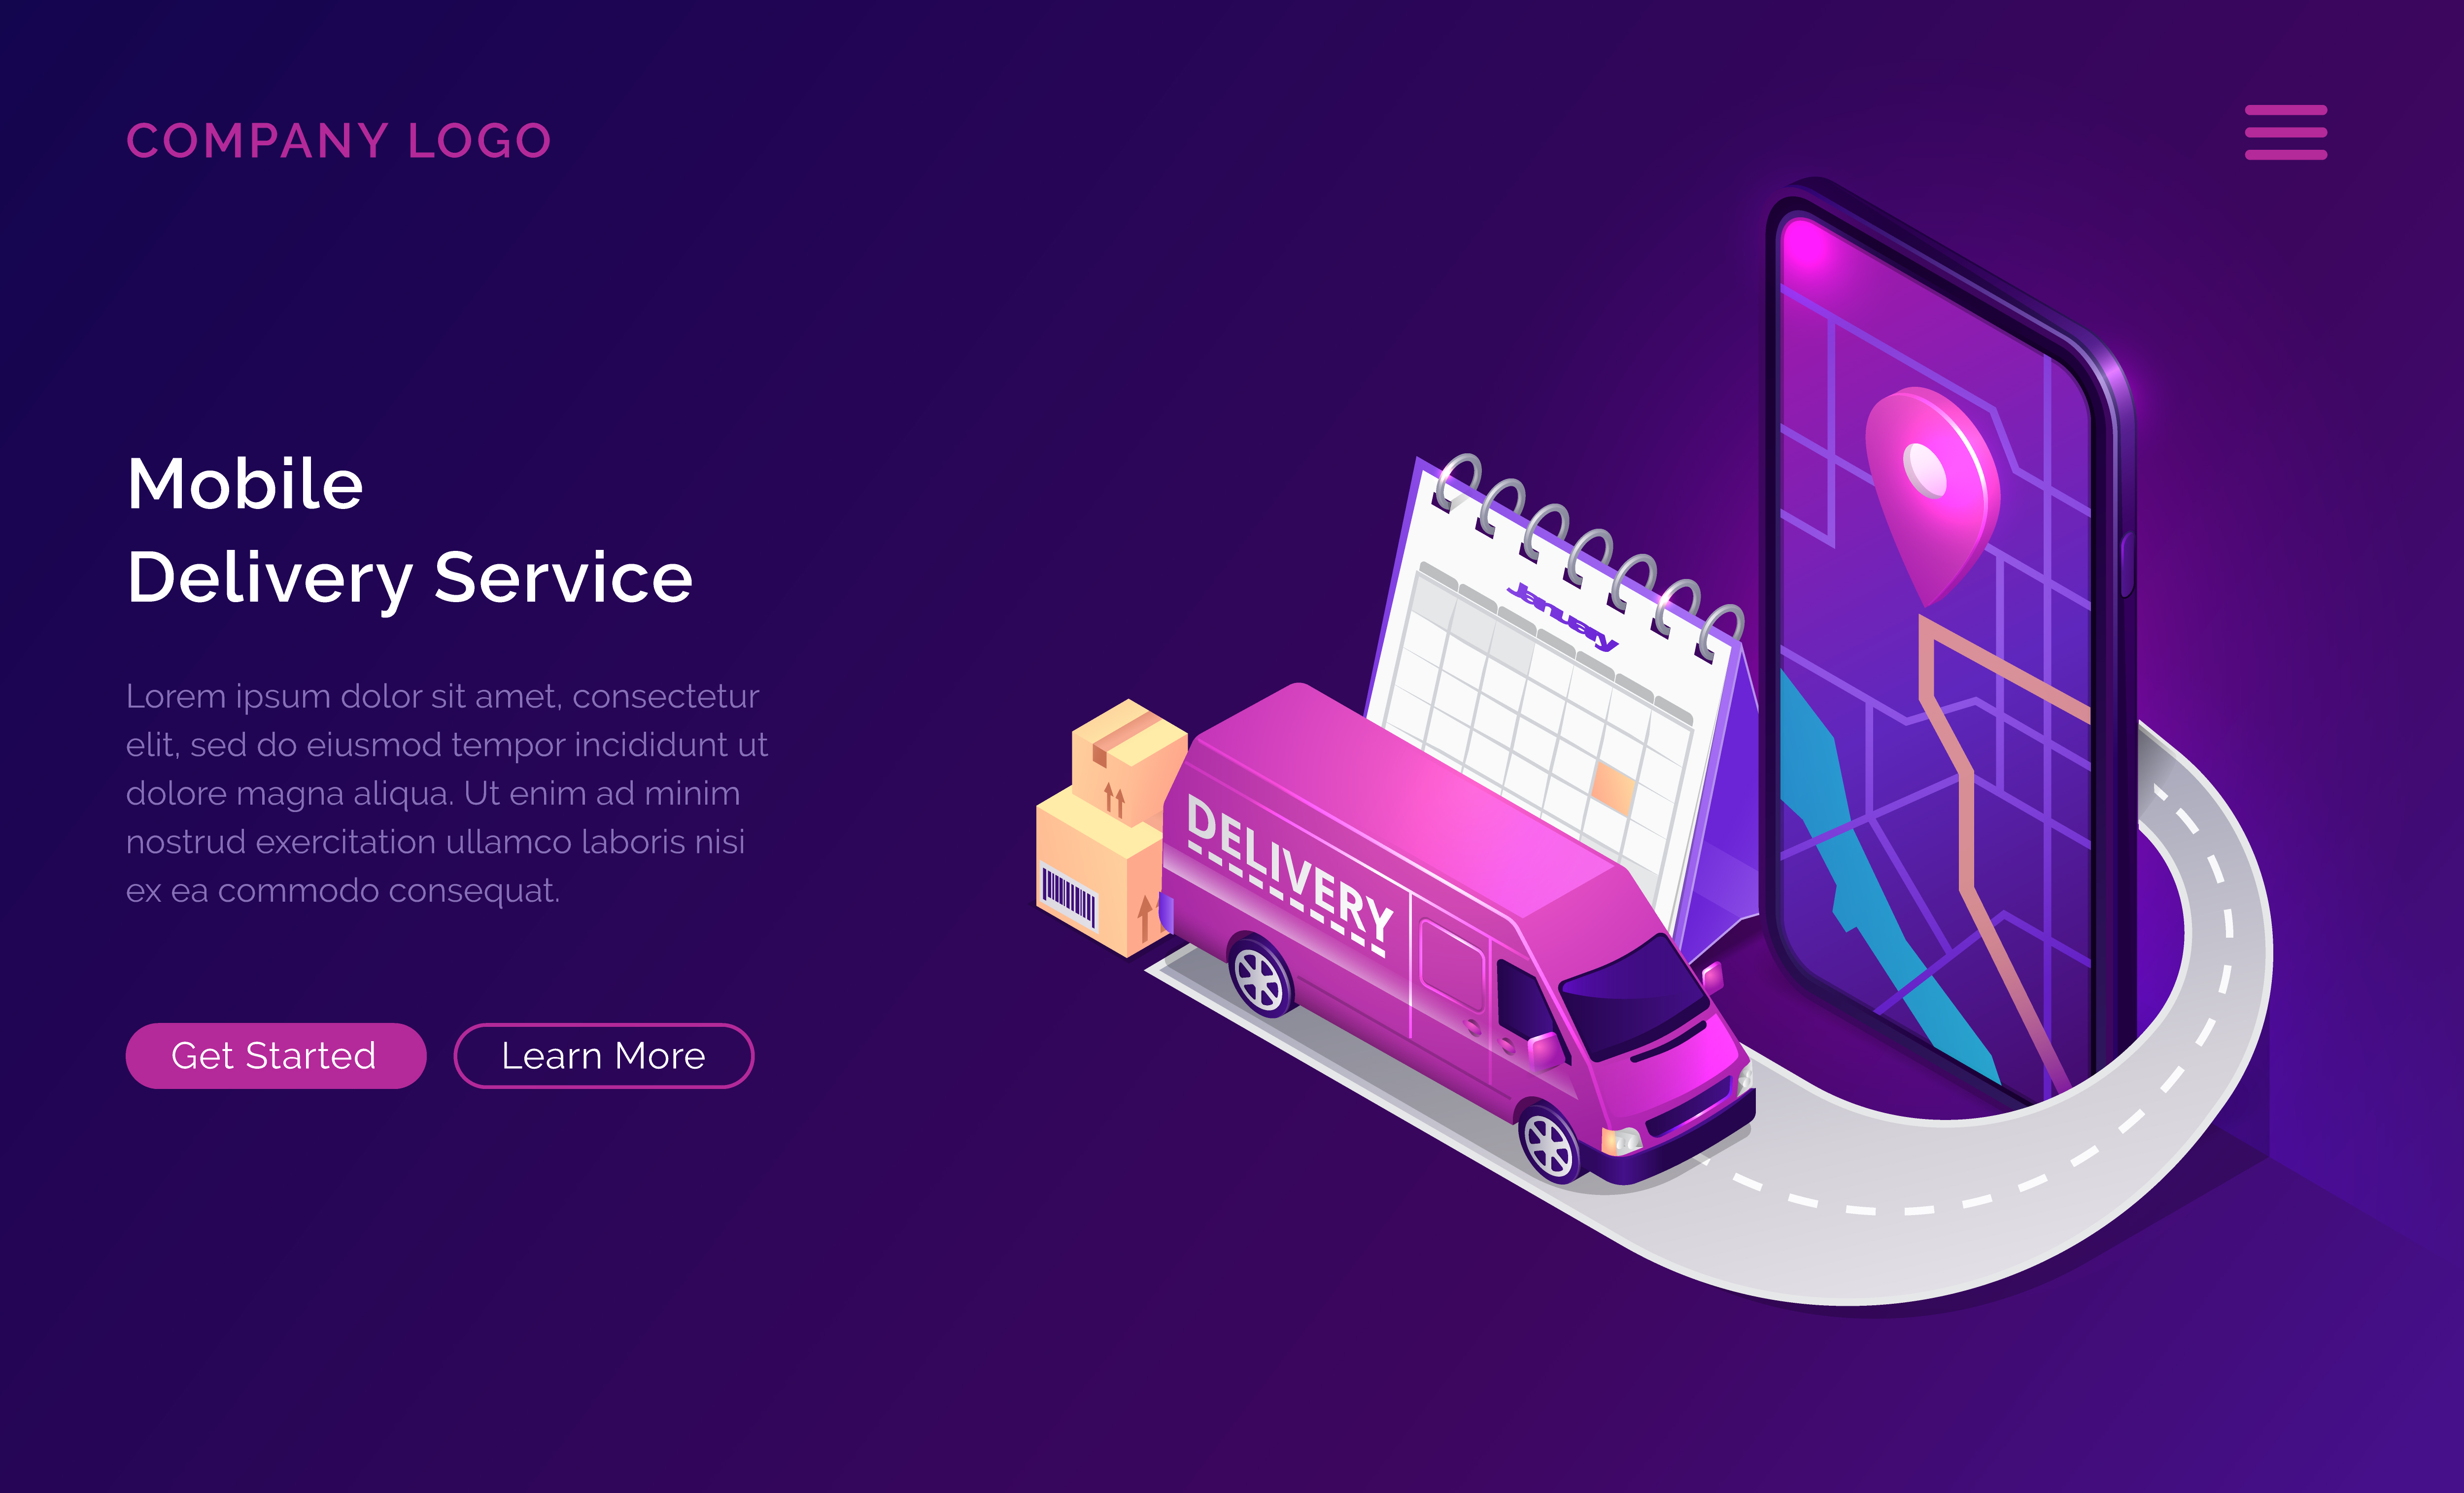 COMPANY LOGO
Mobile
Delivery Service
Lorem ipsum dolor sit amet, consectetur
elit, sed do eiusmod tempor incididunt ut
dolore magna aliqua. Ut enim ad minim
nostrud exercitation ullamco laboris nisi
ex ea commodo consequat.
Get Started
Learn More
January
DELIVERY